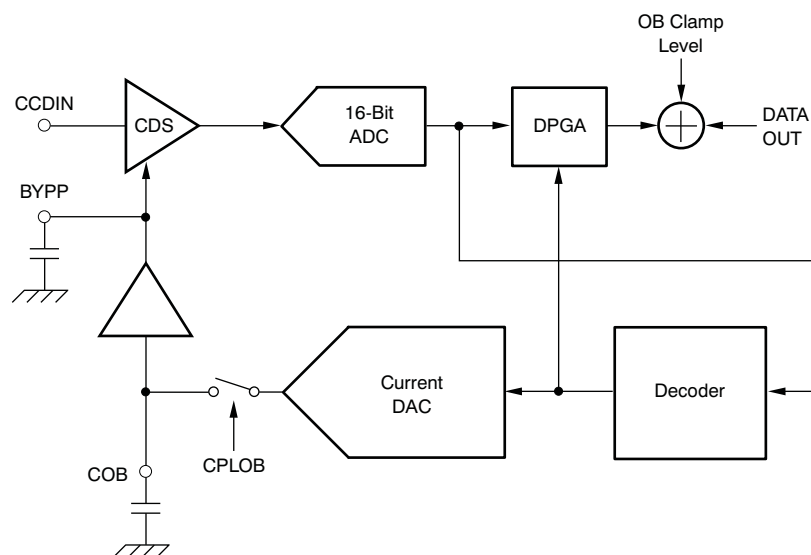 OB Clamp
Level
CCDIN
CDS
16-Bit
ADC
DPGA
DATA
OUT
BYPP
Current
DAC
Decoder
CPLOB
COB